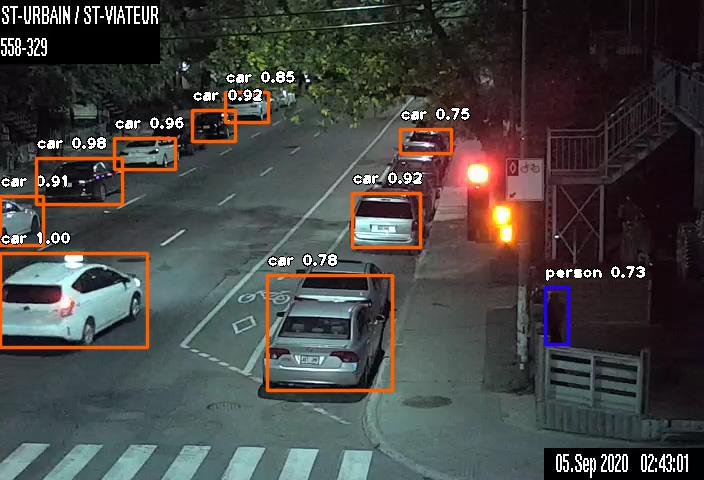 ST-URBAIN / ST-VIATEUR
558-329
car 0.85
car 0.92
car 0.96
car 0.75
car 0.98
car 0.91
car 0.92
car 1.00
car 0.78
person 0.73
05.Sep 2020 02:43:01